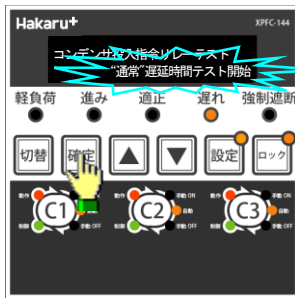 Hakaru+
XPFC-144
コンデンサ投入指令リレーテスト
“通常”遅延時間テスト開始
軽負荷 進み 適正 遅れ 強制遮断
切替 確定 設定 ロック
動作 手動 ON 動作 手動 ON 動作 手動 ON
C1 自動 C2 自動 C3 自動
制御 手動 OFF 制御 手動 OFF 制御 手動 OFF